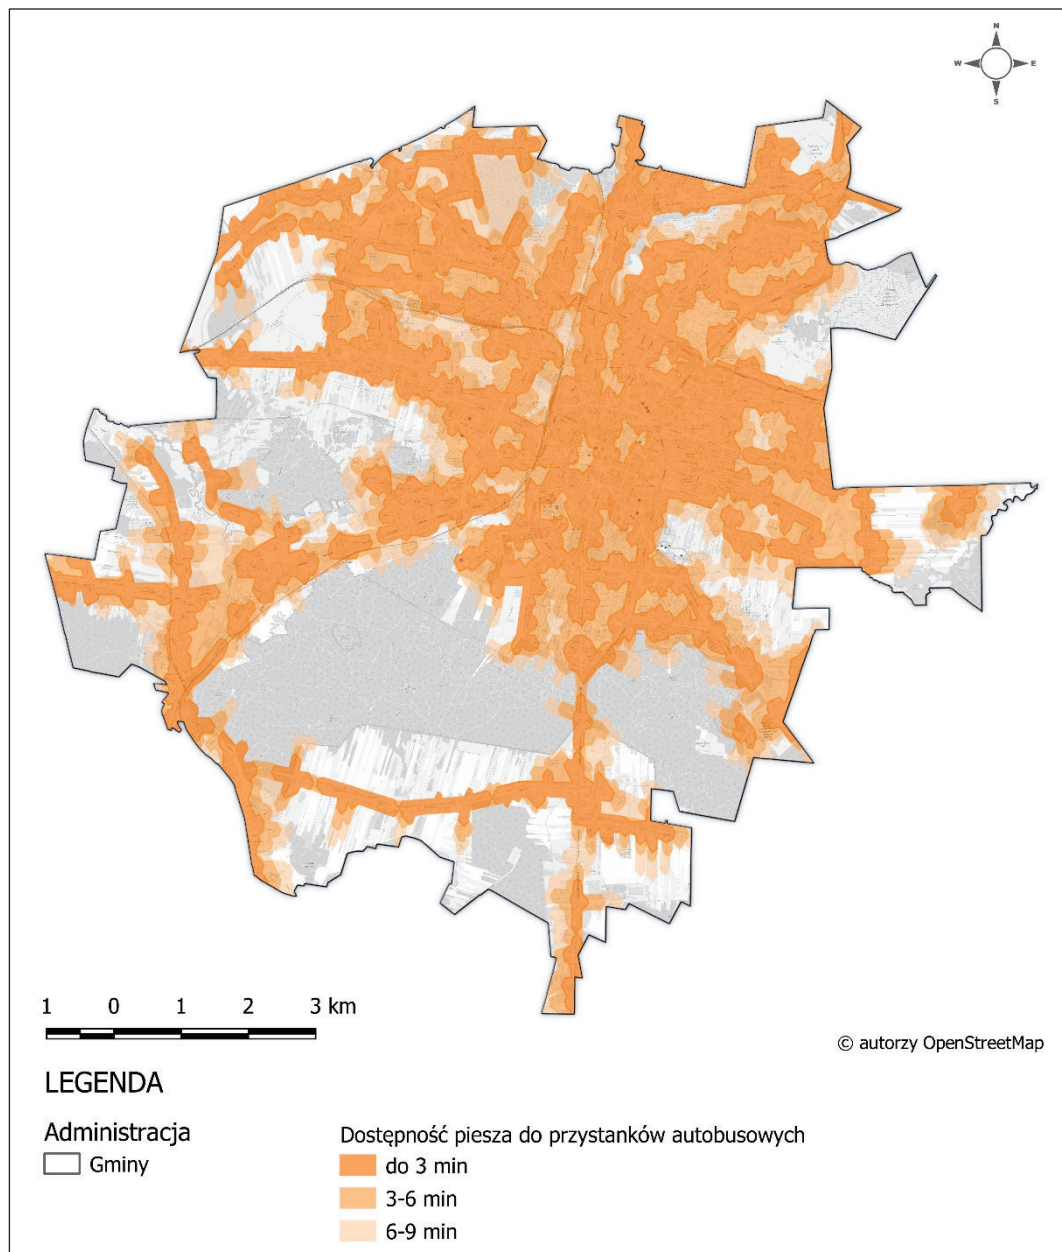 N
W E
S
1 0 1 2 3 km
© autorzy OpenStreetMap
LEGENDA
Administracja
Gminy
Dostępność piesza do przystanków autobusowych
do 3 min
3-6 min
6-9 min